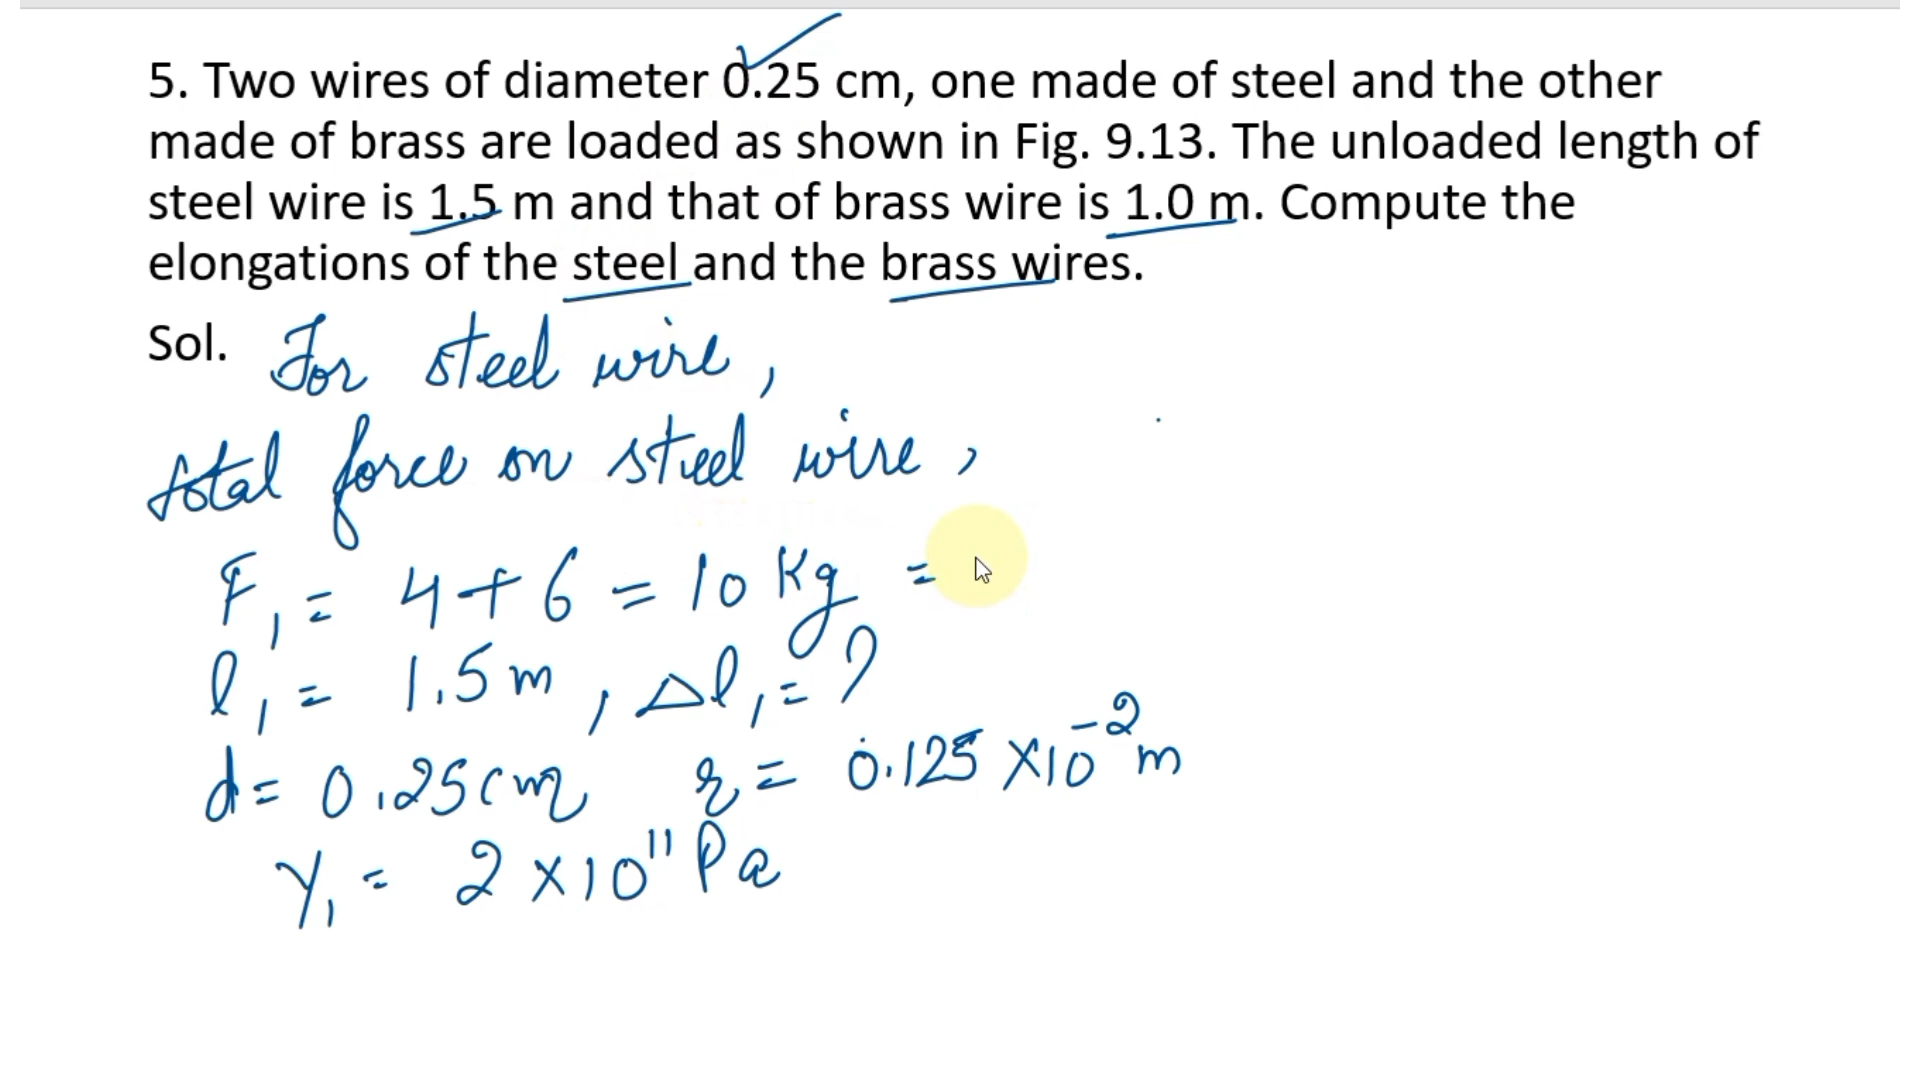 5. Two wires of diameter 0.25 cm, one made of steel and the other
made of brass are loaded as shown in Fig. 9.13. The unloaded length of
steel wire is 1.5 m and that of brass wire is 1.0 m. Compute the
elongations of the steel and the brass wires.
Sol. For steel wire,
total force on steel wire,
F₁ = 4 + 6 = 10 Kg =
l₁ = 1.5 m, Δl₁ = ?
d = 0.25 cm r = 0.125 × 10⁻² m
Y₁ = 2 × 10¹¹ Pa